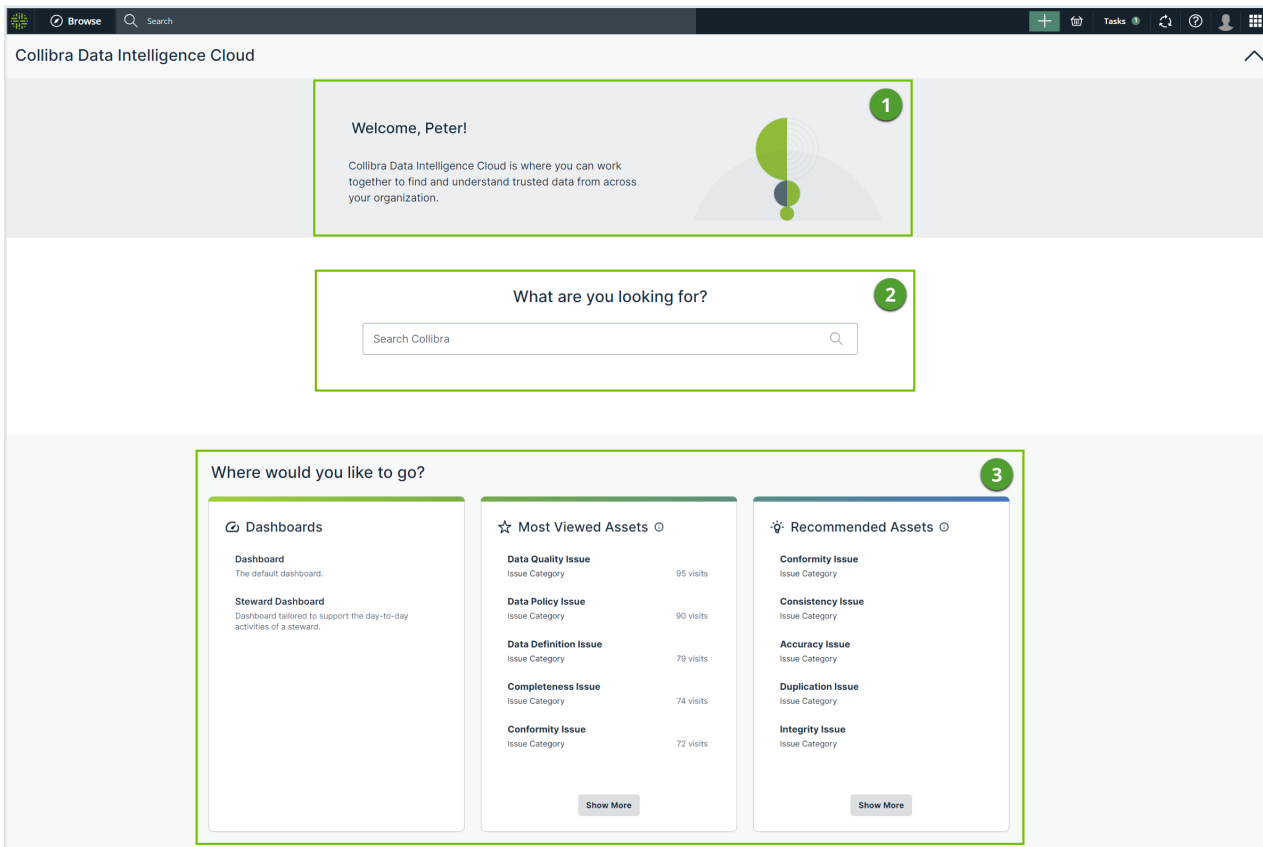 Browse Search Tasks 1
Collibra Data Intelligence Cloud
1
Welcome, Peter!
Collibra Data Intelligence Cloud is where you can work
together to find and understand trusted data from across
your organization.
2
What are you looking for?
Search Collibra
3
Where would you like to go?
Dashboards
Dashboard
The default dashboard.
Steward Dashboard
Dashboard tailored to support the day-to-day
activities of a steward.
Most Viewed Assets
Data Quality Issue
Issue Category 95 visits
Data Policy Issue
Issue Category 90 visits
Data Definition Issue
Issue Category 79 visits
Completeness Issue
Issue Category 74 visits
Conformity Issue
Issue Category 72 visits
Show More
Recommended Assets
Conformity Issue
Issue Category
Consistency Issue
Issue Category
Accuracy Issue
Issue Category
Duplication Issue
Issue Category
Integrity Issue
Issue Category
Show More